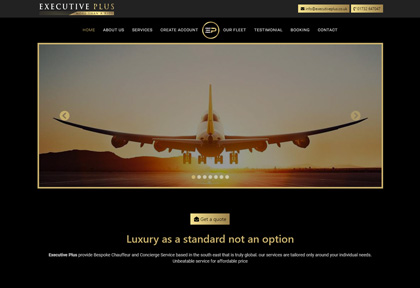 EXECUTIVE PLUS
info@executiveplus.co.uk
HOME ABOUT US SERVICES CREATE ACCOUNT EP OUR FLEET TESTIMONIAL BOOKING CONTACT
Get a quote
Luxury as a standard not an option
Executive Plus provide Bespoke Chauffeur and Concierge Service based in the south east that is truly global. our services are tailored only around your individual needs.
Unbeatable service for affordable price